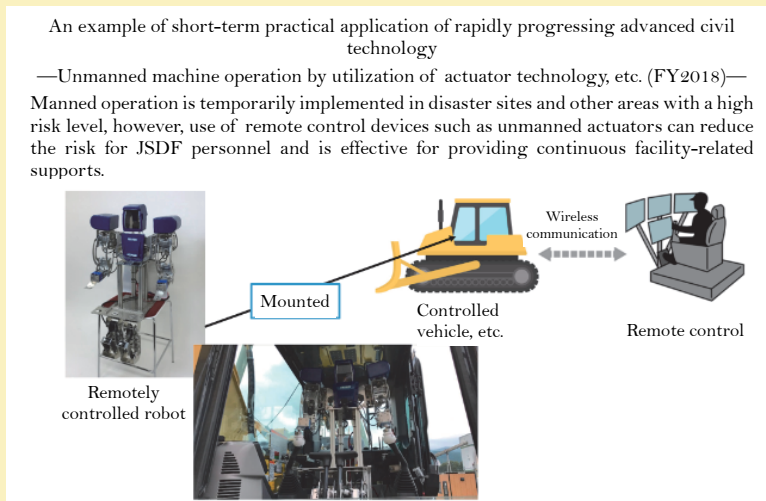 An example of short-term practical application of rapidly progressing advanced civil
technology
—Unmanned machine operation by utilization of actuator technology, etc. (FY2018)—
Manned operation is temporarily implemented in disaster sites and other areas with a high
risk level, however, use of remote control devices such as unmanned actuators can reduce
the risk for JSDF personnel and is effective for providing continuous facility-related
supports.
Wireless
communication
Mounted
Controlled
vehicle, etc.
Remote control
Remotely
controlled robot